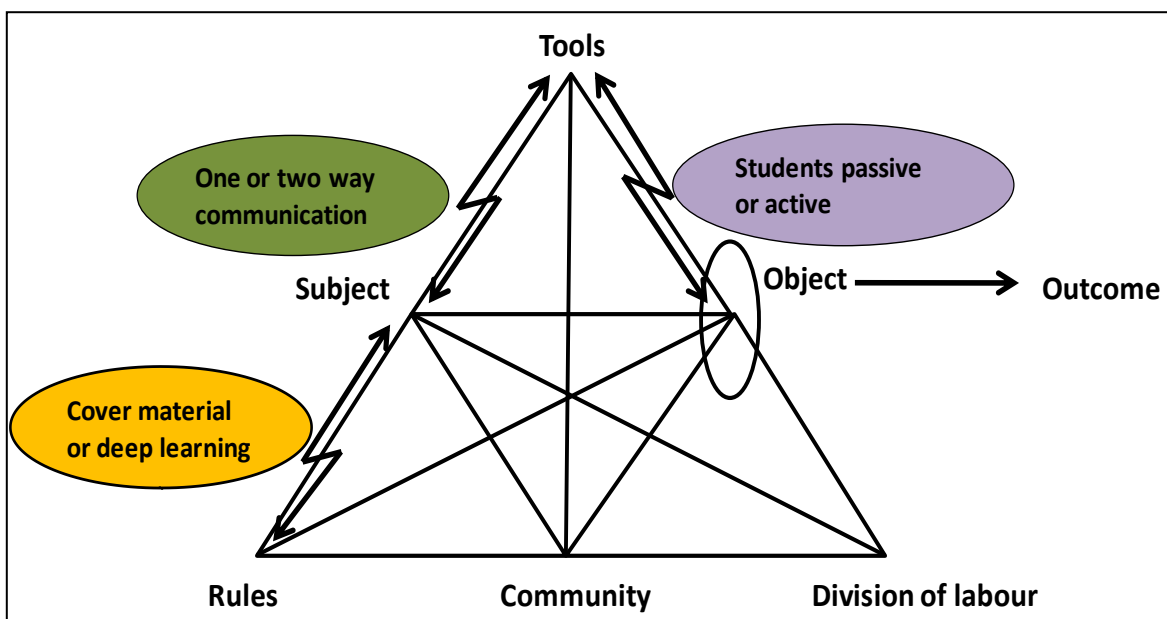 Tools
One or two way
communication
Students passive
or active
Subject
Object
Outcome
Cover material
or deep learning
Rules
Community
Division of labour